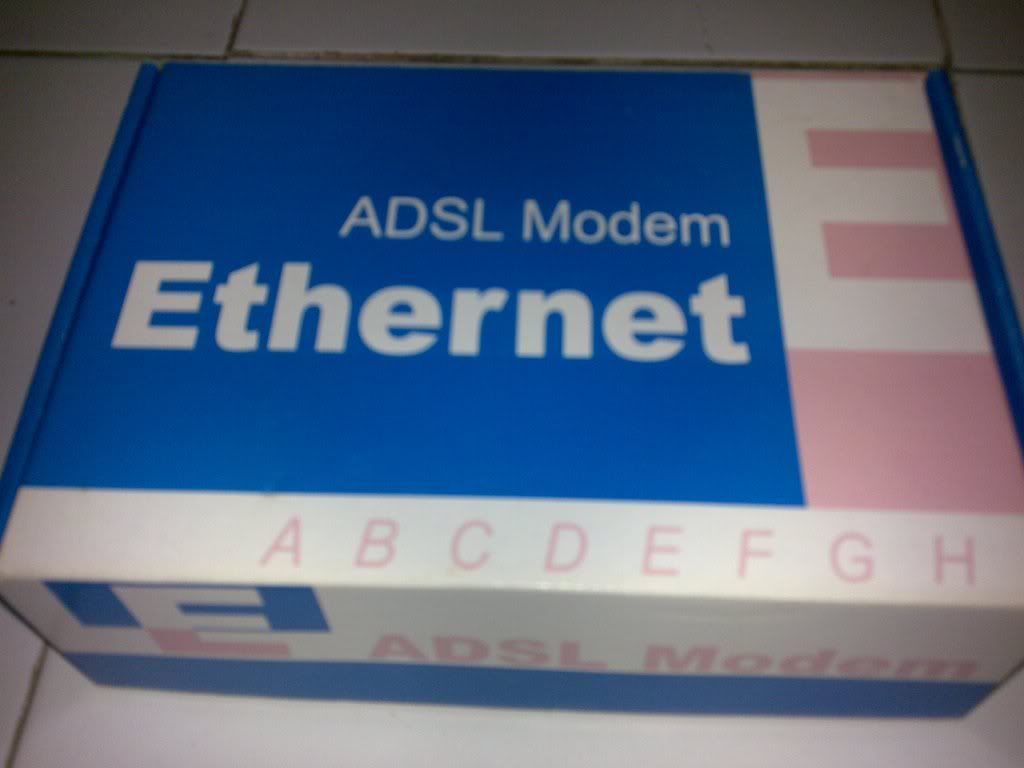 ADSL Modem
Ethernet
E
A B C D E F G H
E
ADSL Modem